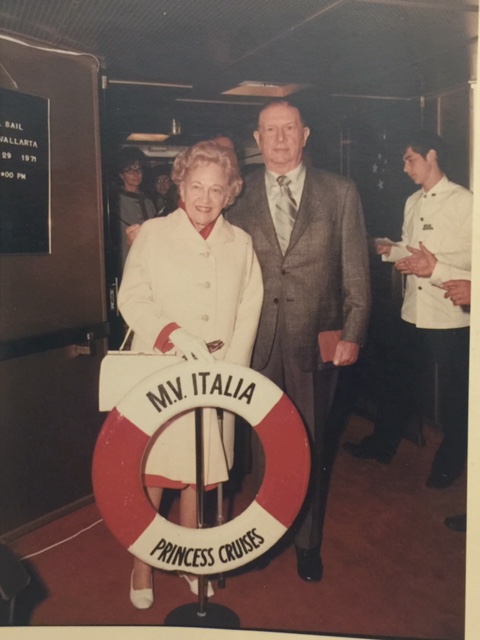 SAIL
VALLARTA
29 1971
00 PM
M.V. ITALIA
PRINCESS CRUISES